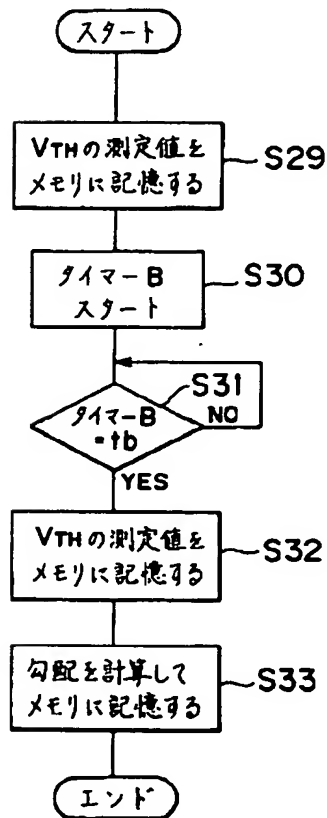 スタート
VTHの測定値を
メモリに記憶する
S29
タイマーB
スタート
S30
S31
タイマーB
=tb
NO
YES
VTHの測定値を
メモリに記憶する
S32
勾配を計算して
メモリに記憶する
S33
エンド